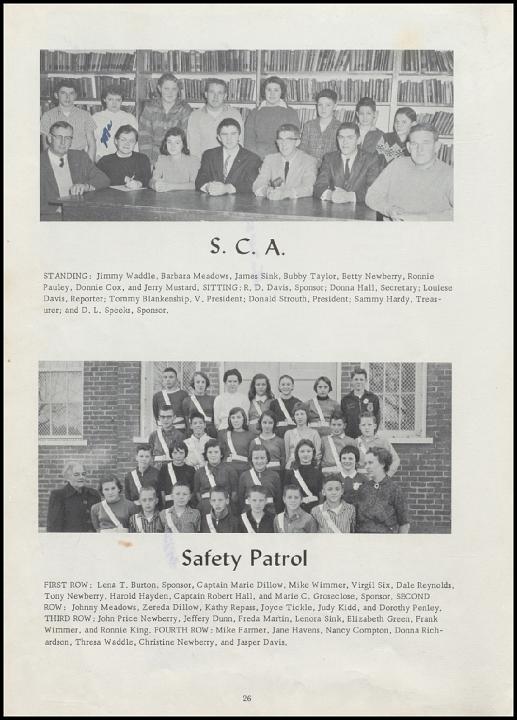 S. C. A.
STANDING: Jimmy Waddle, Barbara Meadows, James Sink, Bubby Taylor, Betty Newberry, Ronnie
Pauley, Donnie Cox, and Jerry Mustard. SITTING: R. D. Davis, Sponsor; Donna Hall, Secretary; Louiese
Davis, Reporter; Tommy Blankenship, V. President; Donald Strouth, President; Sammy Hardy, Treas-
urer; and D. L. Spooks, Sponsor.
Safety Patrol
FIRST ROW: Lena T. Burton, Sponsor, Captain Marie Dillow, Mike Wimmer, Virgil Six, Dale Reynolds,
Tony Newberry, Harold Hayden, Captain Robert Hall, and Marie C. Groseclose, Sponsor. SECOND
ROW: Johnny Meadows, Zereda Dillow, Kathy Repass, Joyce Tickle, Judy Kidd, and Dorothy Penley.
THIRD ROW: John Price Newberry, Jeffery Dunn, Freda Martin, Lenora Sink, Elizabeth Green, Frank
Wimmer, and Ronnie King. FOURTH ROW: Mike Farmer, Jane Havens, Nancy Compton, Donna Rich-
ardson, Thresa Waddle, Christine Newberry, and Jasper Davis.
26